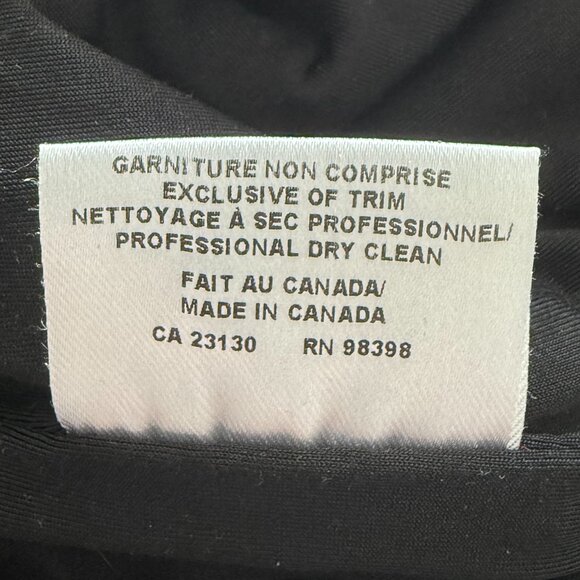 GARNITURE NON COMPRISE
EXCLUSIVE OF TRIM
NETTOYAGE À SEC PROFESSIONNEL/
PROFESSIONAL DRY CLEAN
FAIT AU CANADA/
MADE IN CANADA
CA 23130 RN 98398